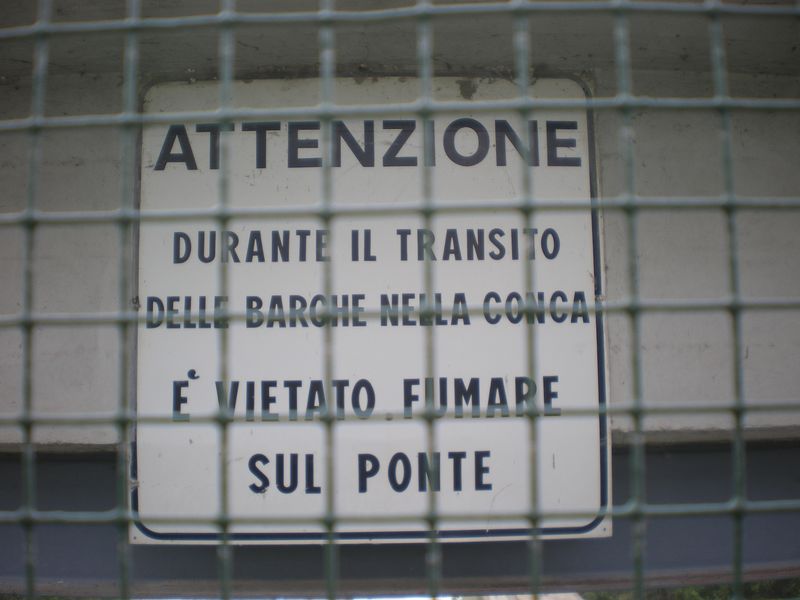 ATTENZIONE
DURANTE IL TRANSITO
DELLE BARCHE NELLA CONCA
E' VIETATO FUMARE
SUL PONTE